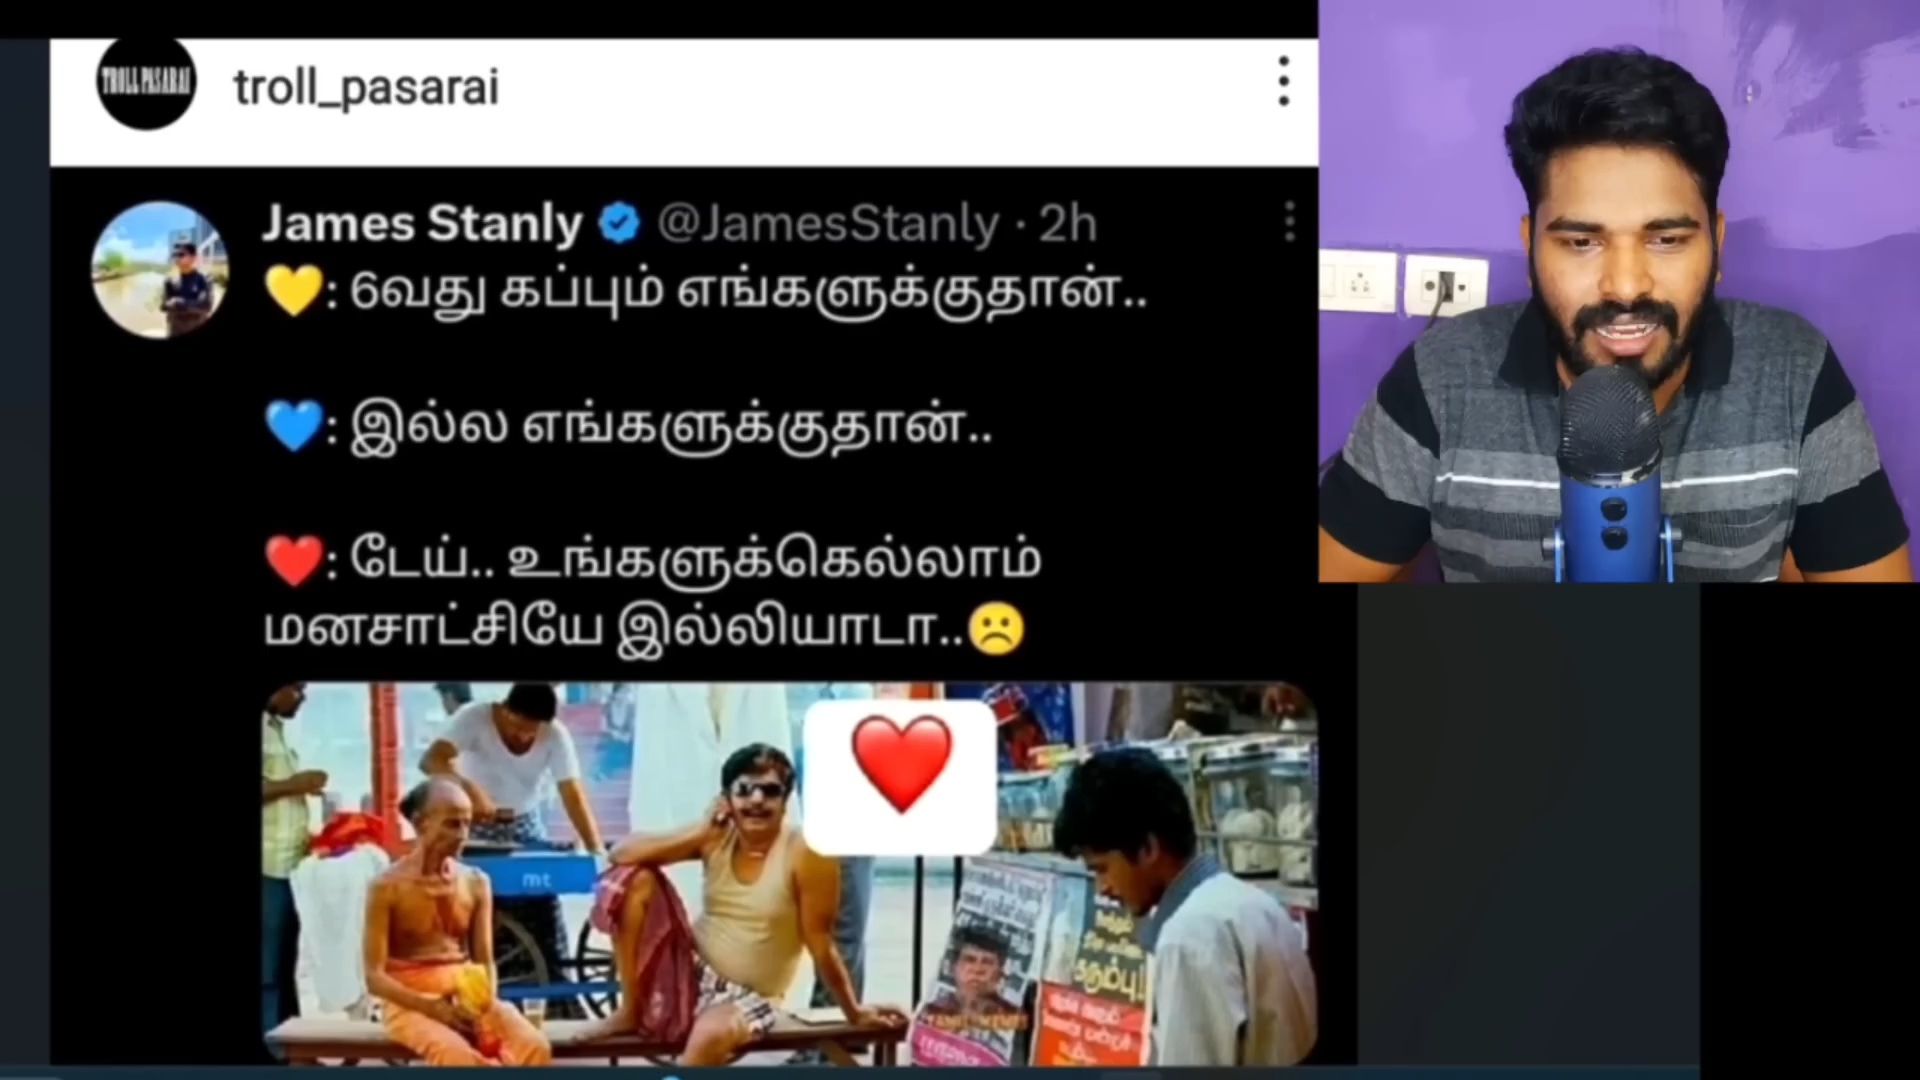 TROLL PASARAI
troll_pasarai
James Stanly @JamesStanly · 2h
💛: 6வது கப்பும் எங்களுக்குதான்..
💙: இல்ல எங்களுக்குதான்..
❤️: டேய்.. உங்களுக்கெல்லாம்
மனசாட்சியே இல்லியாடா..☹️
mt
கரும்பு!